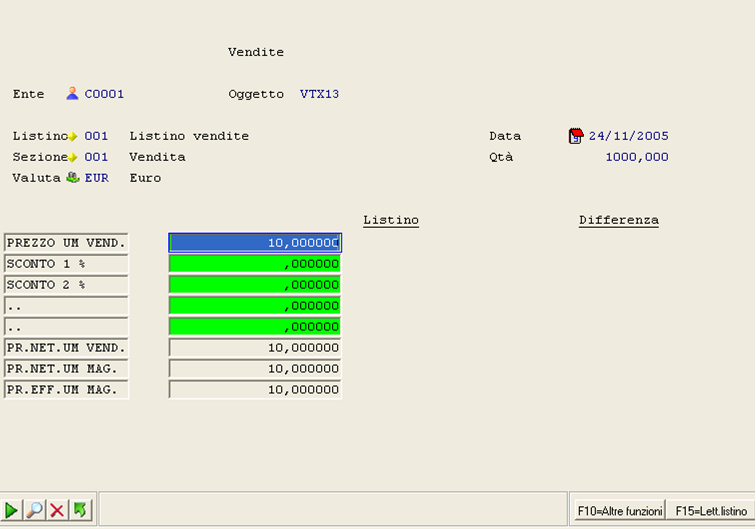 Vendite
Ente C0001 Oggetto VTX13
Listino 001 Listino vendite Data 24/11/2005
Sezione 001 Vendita Qtà 1000,000
Valuta EUR Euro
Listino Differenza
PREZZO UM VEND. 10,000000
SCONTO 1 % ,000000
SCONTO 2 % ,000000
.. ,000000
.. ,000000
PR.NET.UM VEND. 10,000000
PR.NET.UM MAG. 10,000000
PR.EFF.UM MAG. 10,000000
F10=Altre funzioni F15=Lett.listino